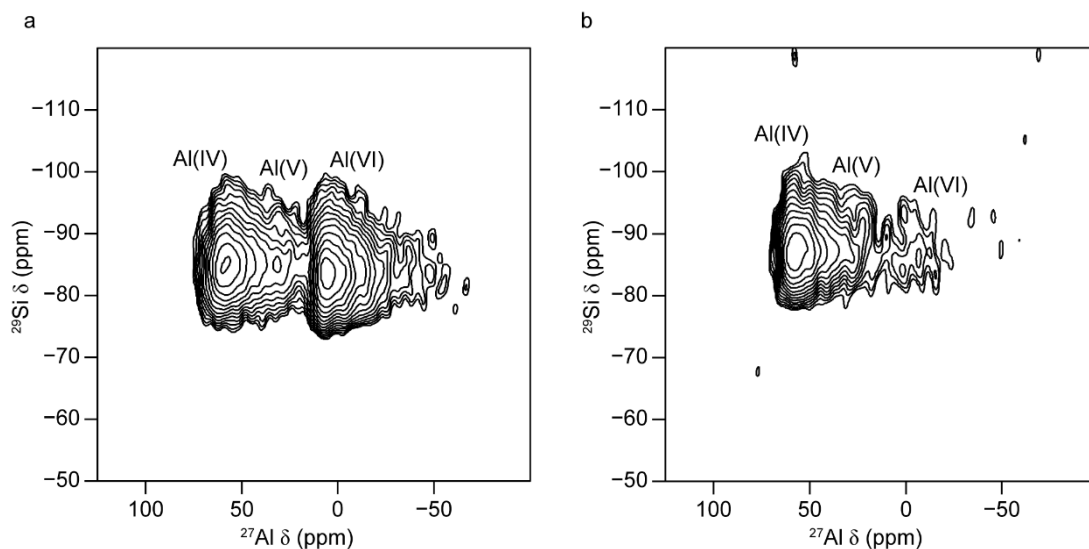 a
Al(IV)
Al(V)
Al(VI)
−110
−100
−90
−80
−70
−60
−50
²⁹Si δ (ppm)
100
50
0
−50
²⁷Al δ (ppm)
b
Al(IV)
Al(V)
Al(VI)
−110
−100
−90
−80
−70
−60
−50
²⁹Si δ (ppm)
100
50
0
−50
²⁷Al δ (ppm)